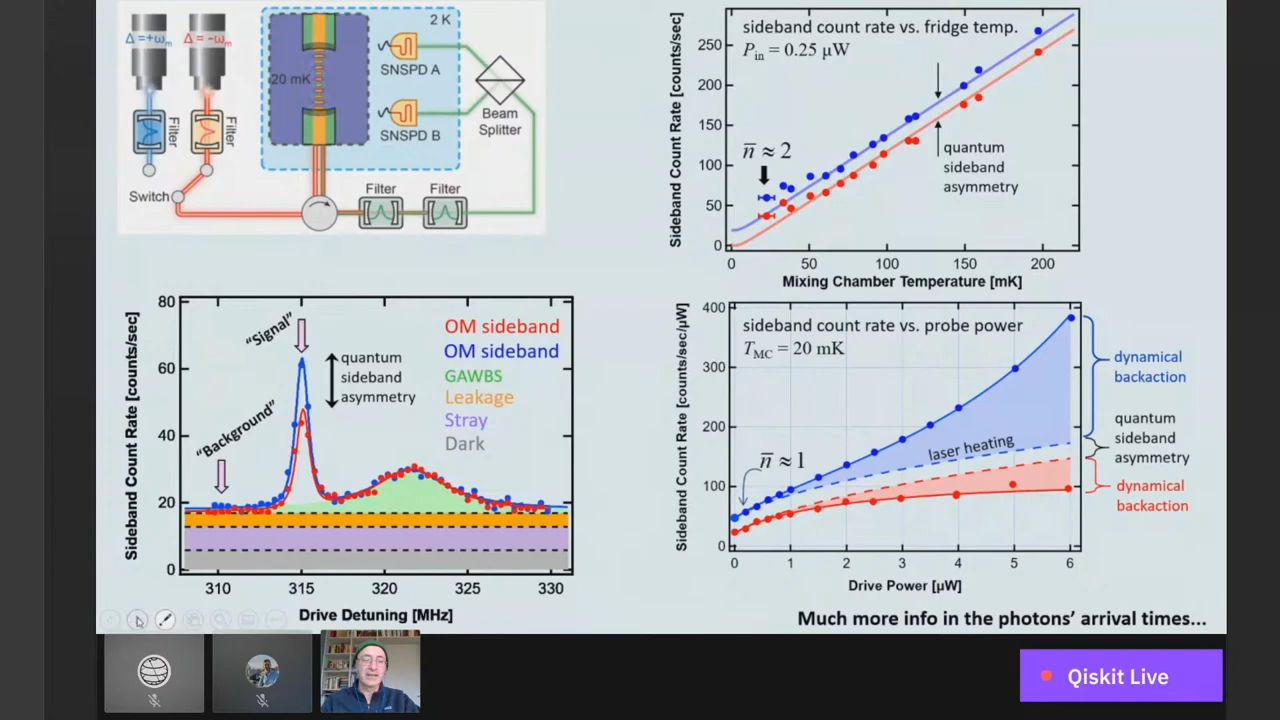 Δ =+ωm
Δ = −ωm
Filter
Filter
Switch
20 mK
2 K
SNSPD A
SNSPD B
Beam
Splitter
Filter
Filter
Sideband Count Rate [counts/sec]
250
200
150
100
50
0
sideband count rate vs. fridge temp.
Pin = 0.25 µW
n̅ ≈ 2
quantum
sideband
asymmetry
0
50
100
150
200
Mixing Chamber Temperature [mK]
Sideband Count Rate [counts/sec]
80
60
40
20
0
"Signal"
"Background"
quantum
sideband
asymmetry
OM sideband
OM sideband
GAWBS
Leakage
Stray
Dark
310
315
320
325
330
Drive Detuning [MHz]
Sideband Count Rate [counts/sec/µW]
400
300
200
100
0
sideband count rate vs. probe power
TMC = 20 mK
n̅ ≈ 1
laser heating
dynamical
backaction
quantum
sideband
asymmetry
dynamical
backaction
0
1
2
3
4
5
6
Drive Power [µW]
Much more info in the photons' arrival times...
Qiskit Live